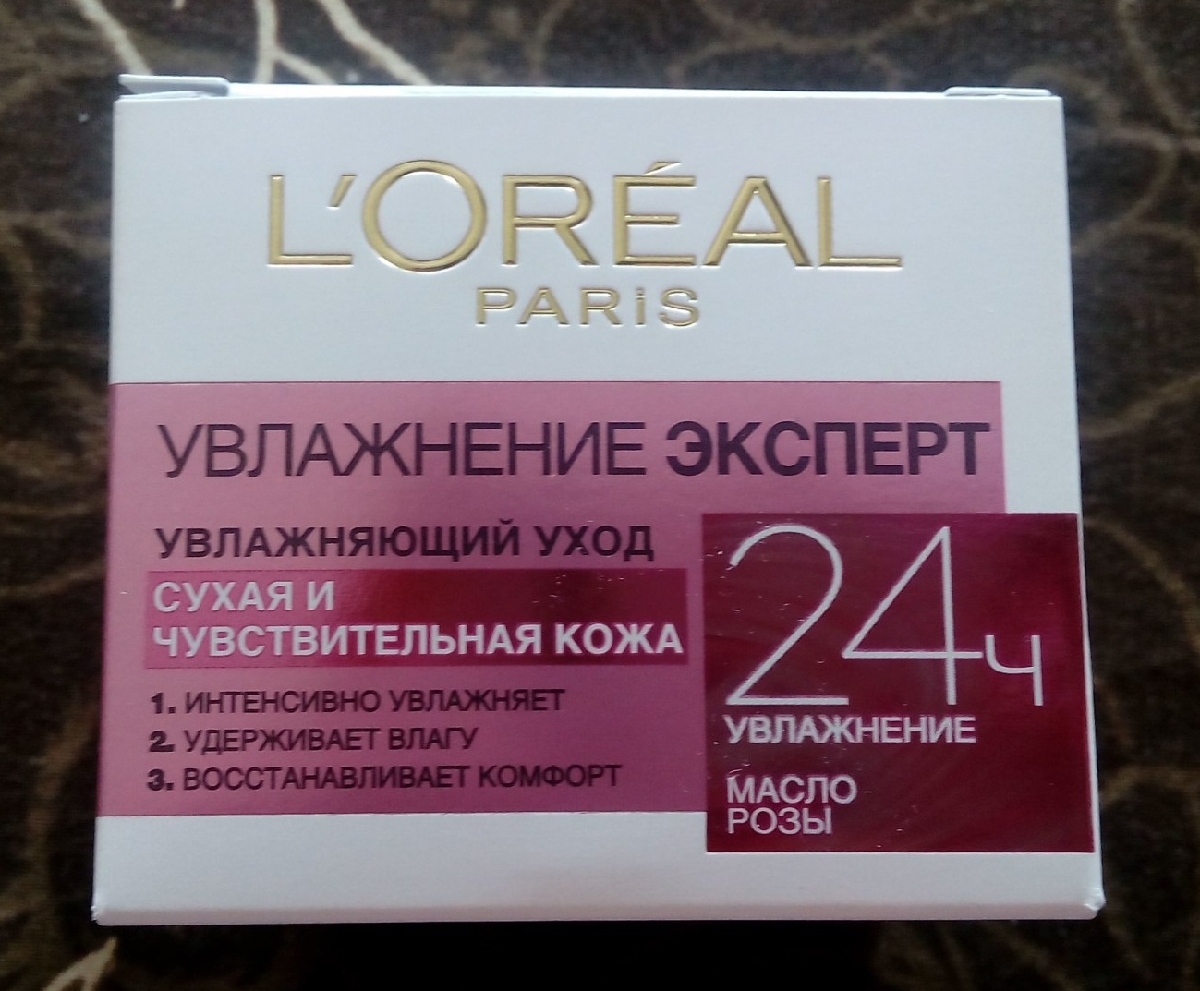 L'ORÉAL
PARiS
УВЛАЖНЕНИЕ ЭКСПЕРТ
УВЛАЖНЯЮЩИЙ УХОД
СУХАЯ И
ЧУВСТВИТЕЛЬНАЯ КОЖА
1. ИНТЕНСИВНО УВЛАЖНЯЕТ
2. УДЕРЖИВАЕТ ВЛАГУ
3. ВОССТАНАВЛИВАЕТ КОМФОРТ
24ч
УВЛАЖНЕНИЕ
МАСЛО
РОЗЫ